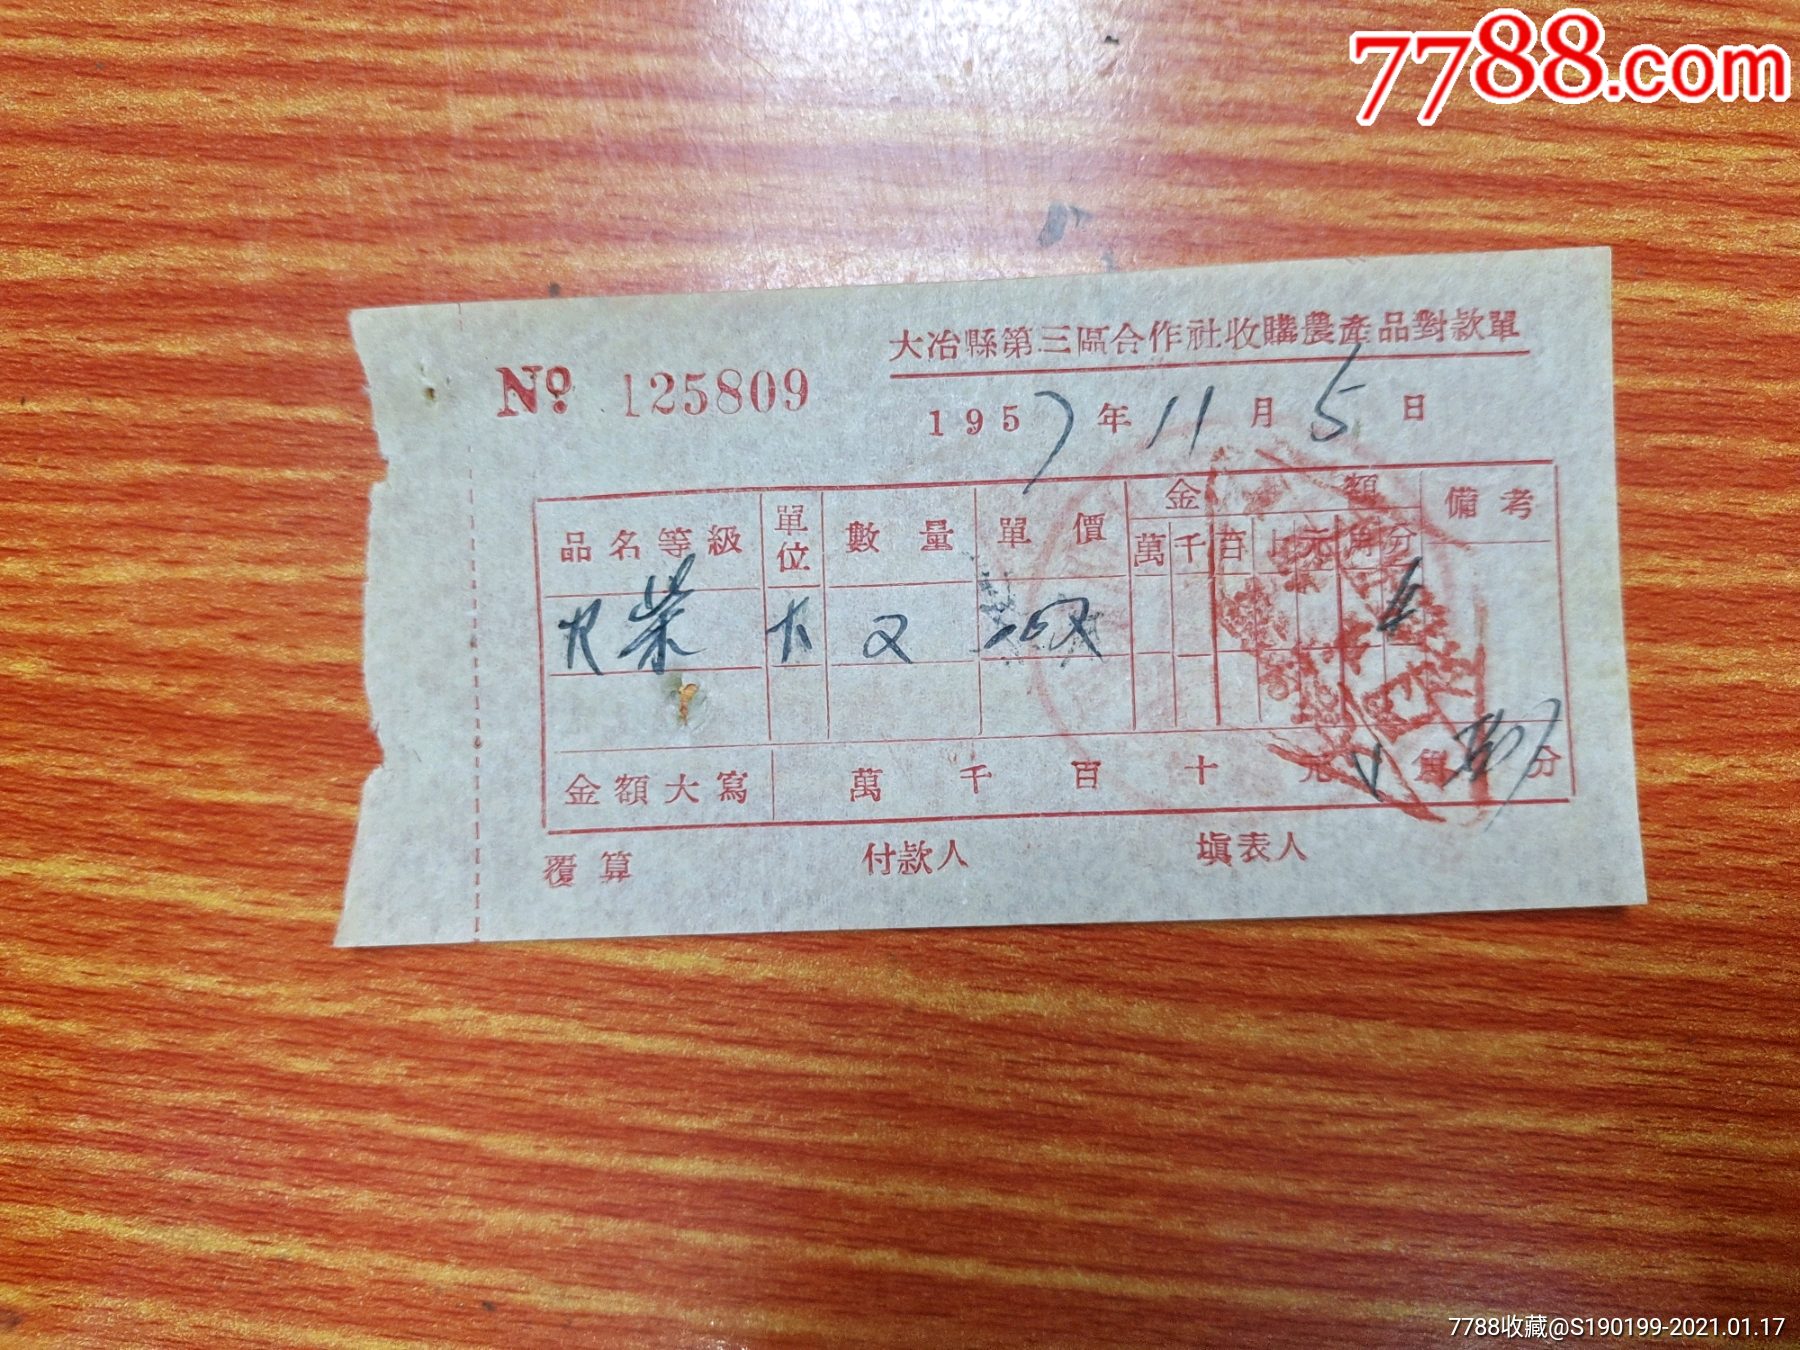 7788.com
大冶縣第三區合作社收購農產品對款單
No 125809
1957年11月5日
品名等級 單位 數量 單價 金額 備考
萬千百十元角分
柴
金額大寫 萬 千 百 十 元 角 分
覆算 付款人 填表人
7788收藏@S190199-2021.01.17